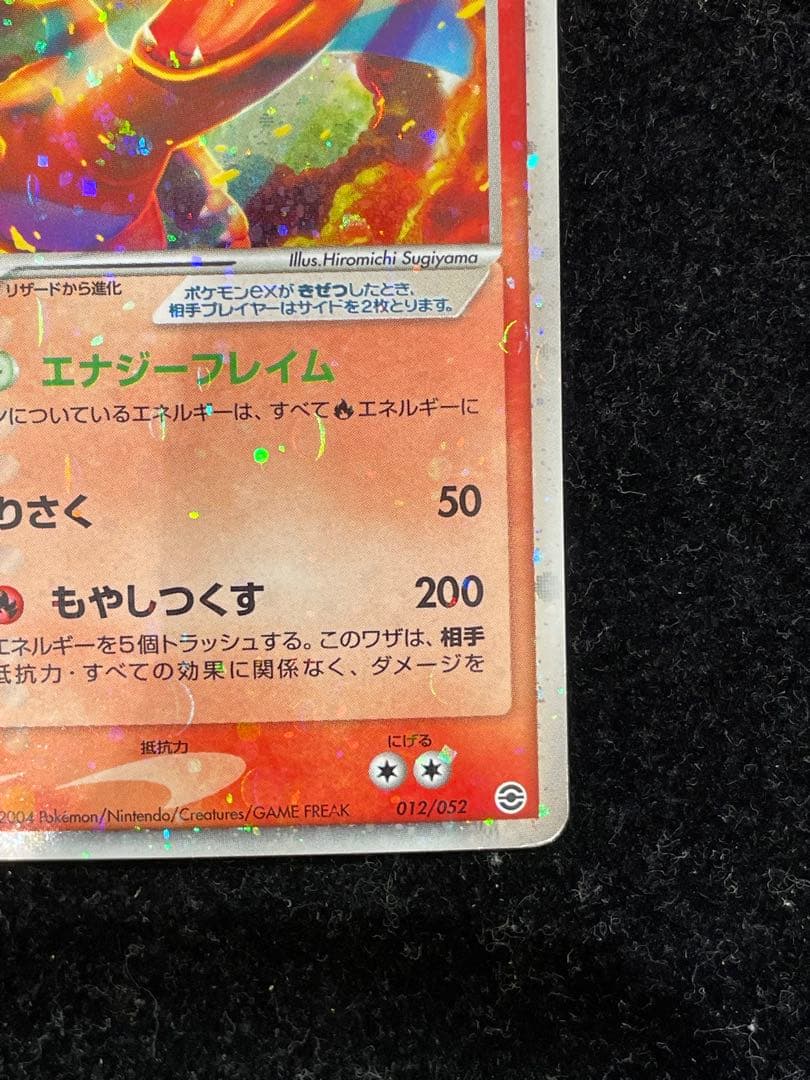 Illus.Hiromichi Sugiyama
リザードから進化
ポケモンexがきぜつしたとき、
相手プレイヤーはサイドを2枚とります。
エナジーフレイム
についているエネルギーは、すべて エネルギーに
りさく 50
もやしつくす 200
エネルギーを5個トラッシュする。このワザは、相手
抵抗力・すべての効果に関係なく、ダメージを
抵抗力 にげる
2004 Pokémon/Nintendo/Creatures/GAME FREAK 012/052